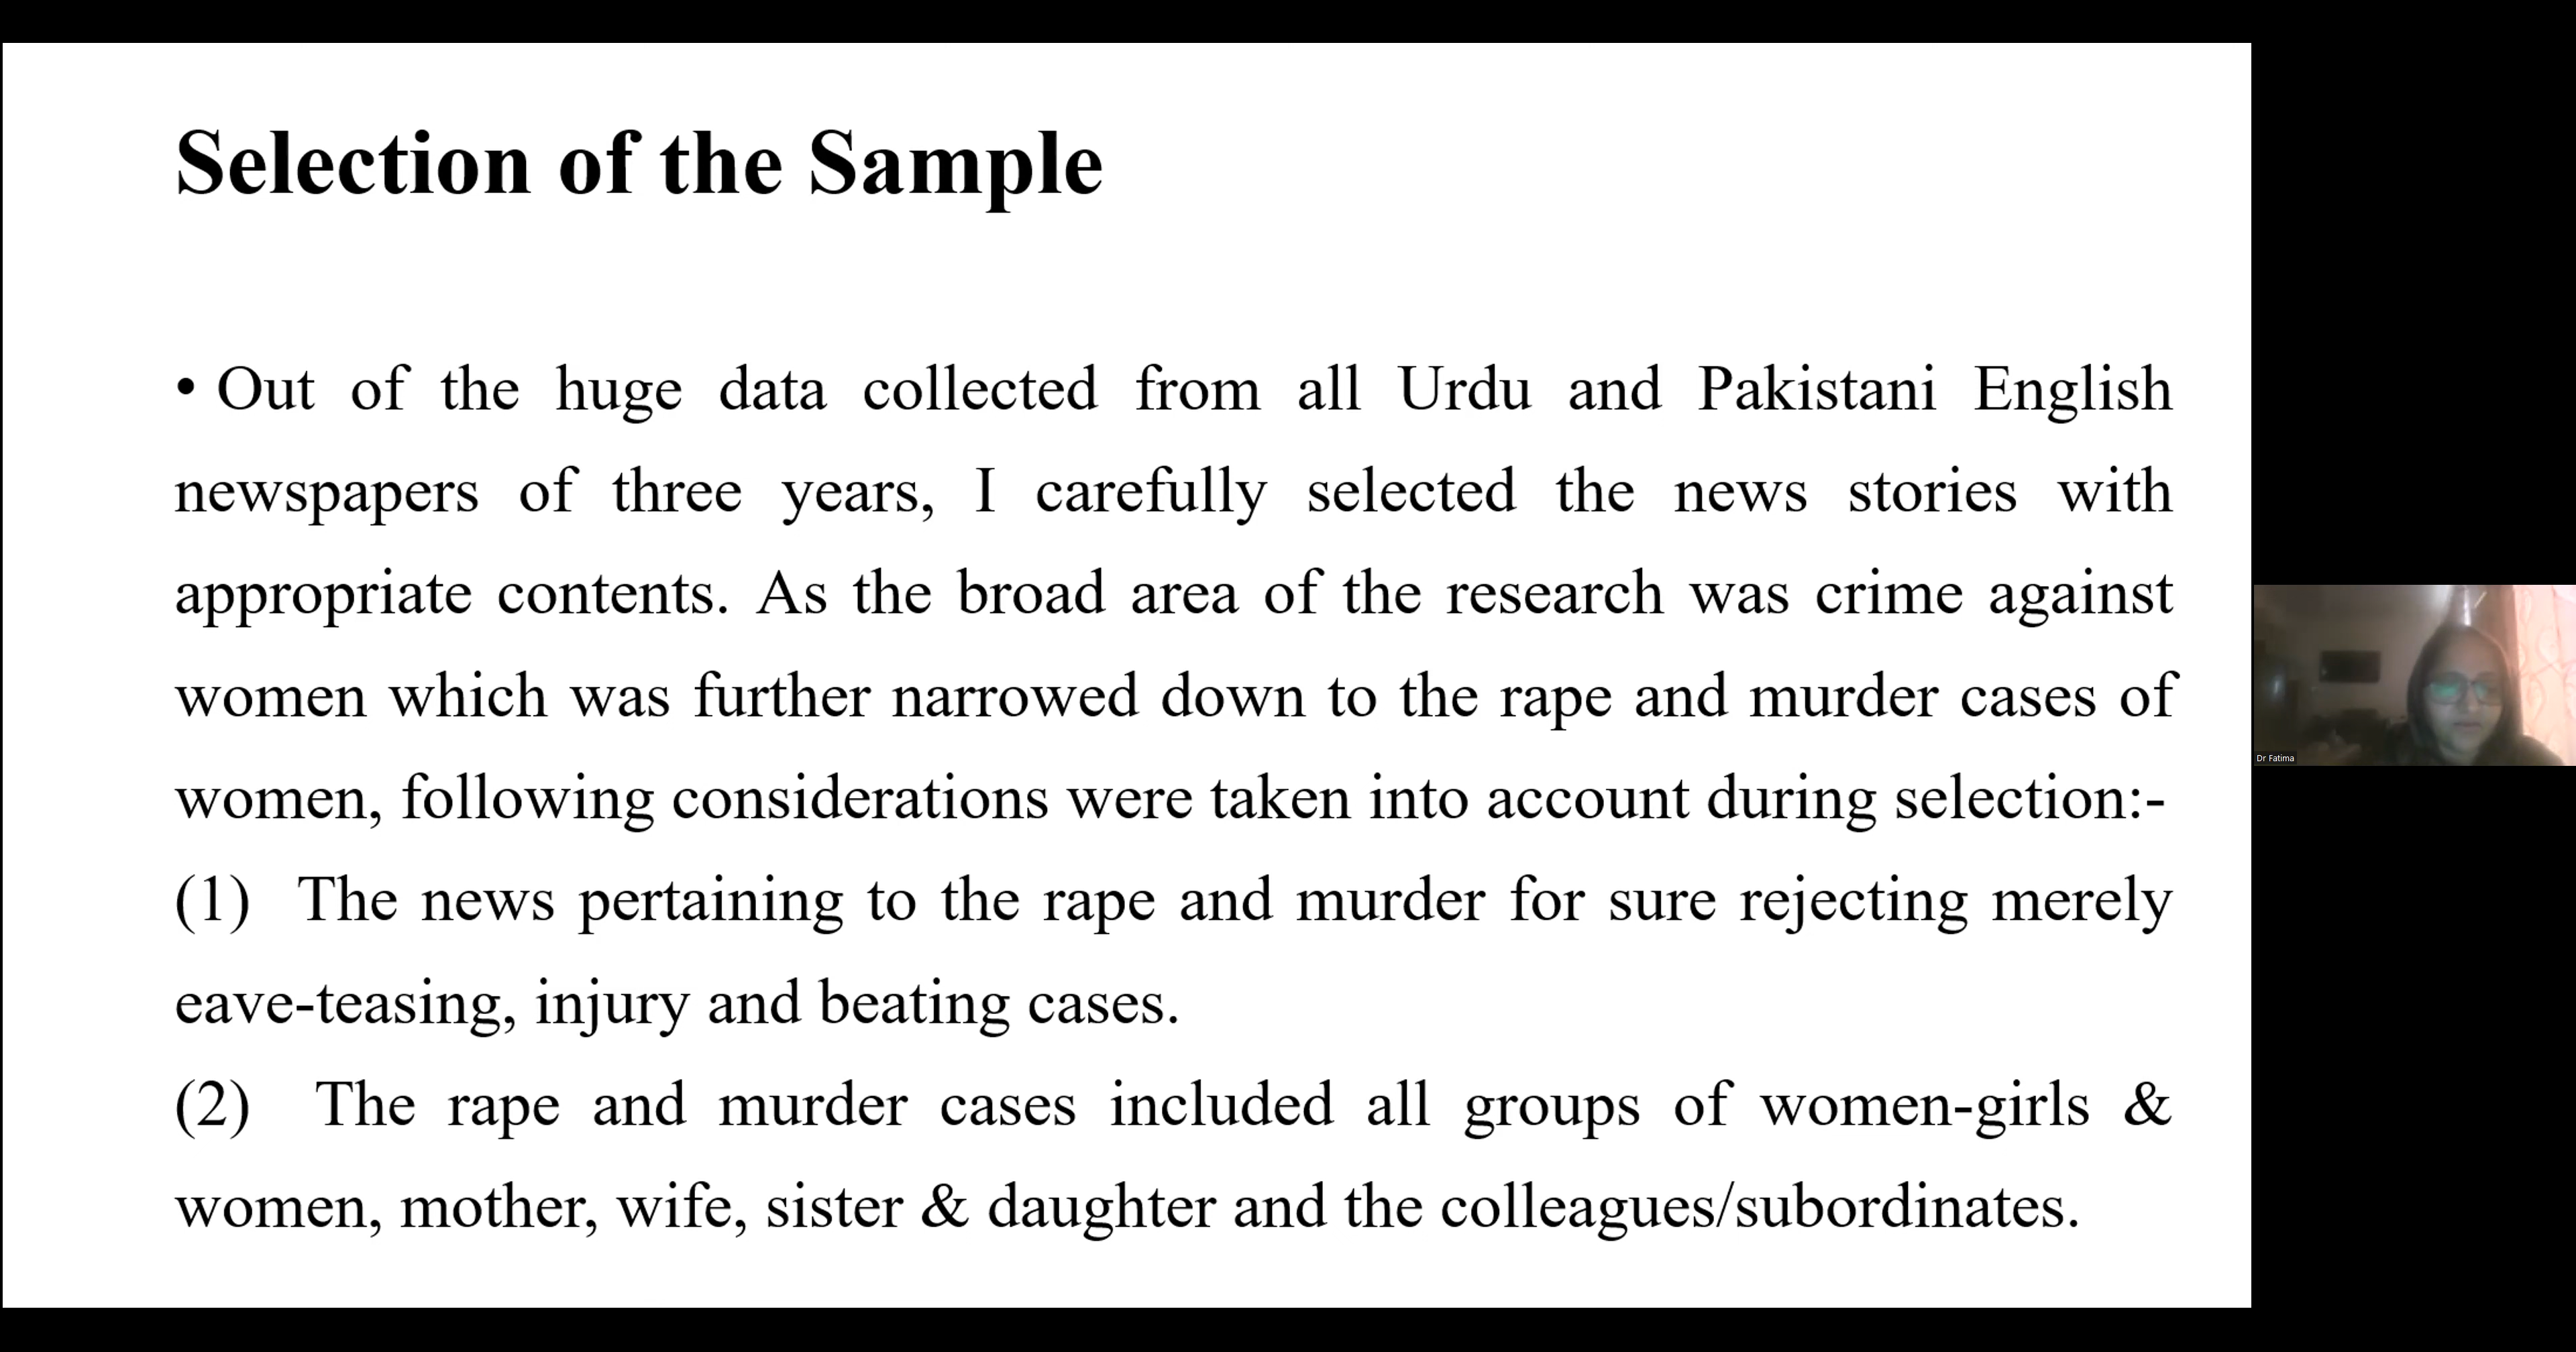 Selection of the Sample
• Out of the huge data collected from all Urdu and Pakistani English
newspapers of three years, I carefully selected the news stories with
appropriate contents. As the broad area of the research was crime against
women which was further narrowed down to the rape and murder cases of
women, following considerations were taken into account during selection:-
(1) The news pertaining to the rape and murder for sure rejecting merely
eave-teasing, injury and beating cases.
(2) The rape and murder cases included all groups of women-girls &
women, mother, wife, sister & daughter and the colleagues/subordinates.
Dr Fatima